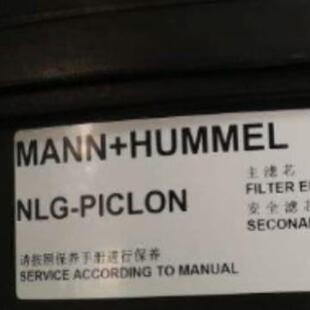 MANN+HUMMEL
主滤芯
FILTER
NLG-PICLON
安全滤
请按照保养手册进行保养
SERVICE ACCORDING TO MANUAL